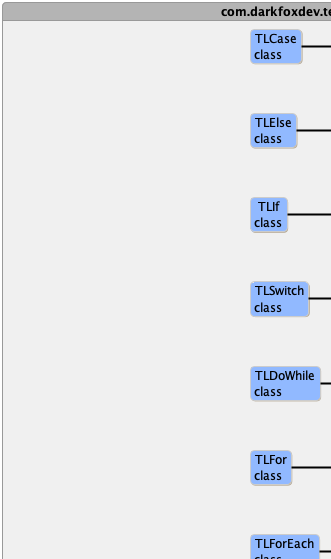 com.darkfoxdev.te
TLCase
class
TLElse
class
TLIf
class
TLSwitch
class
TLDoWhile
class
TLFor
class
TLForEach
class